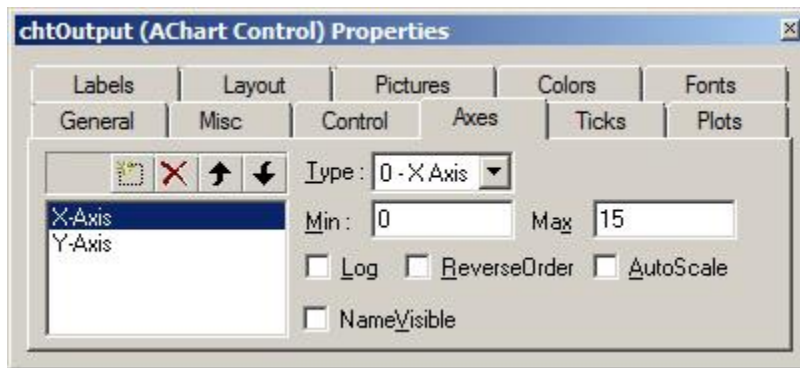 chtOutput (AChart Control) Properties
Labels Layout Pictures Colors Fonts
General Misc Control Axes Ticks Plots
Type : 0 - X Axis
X-Axis
Y-Axis
Min : 0 Max 15
Log ReverseOrder AutoScale
NameVisible